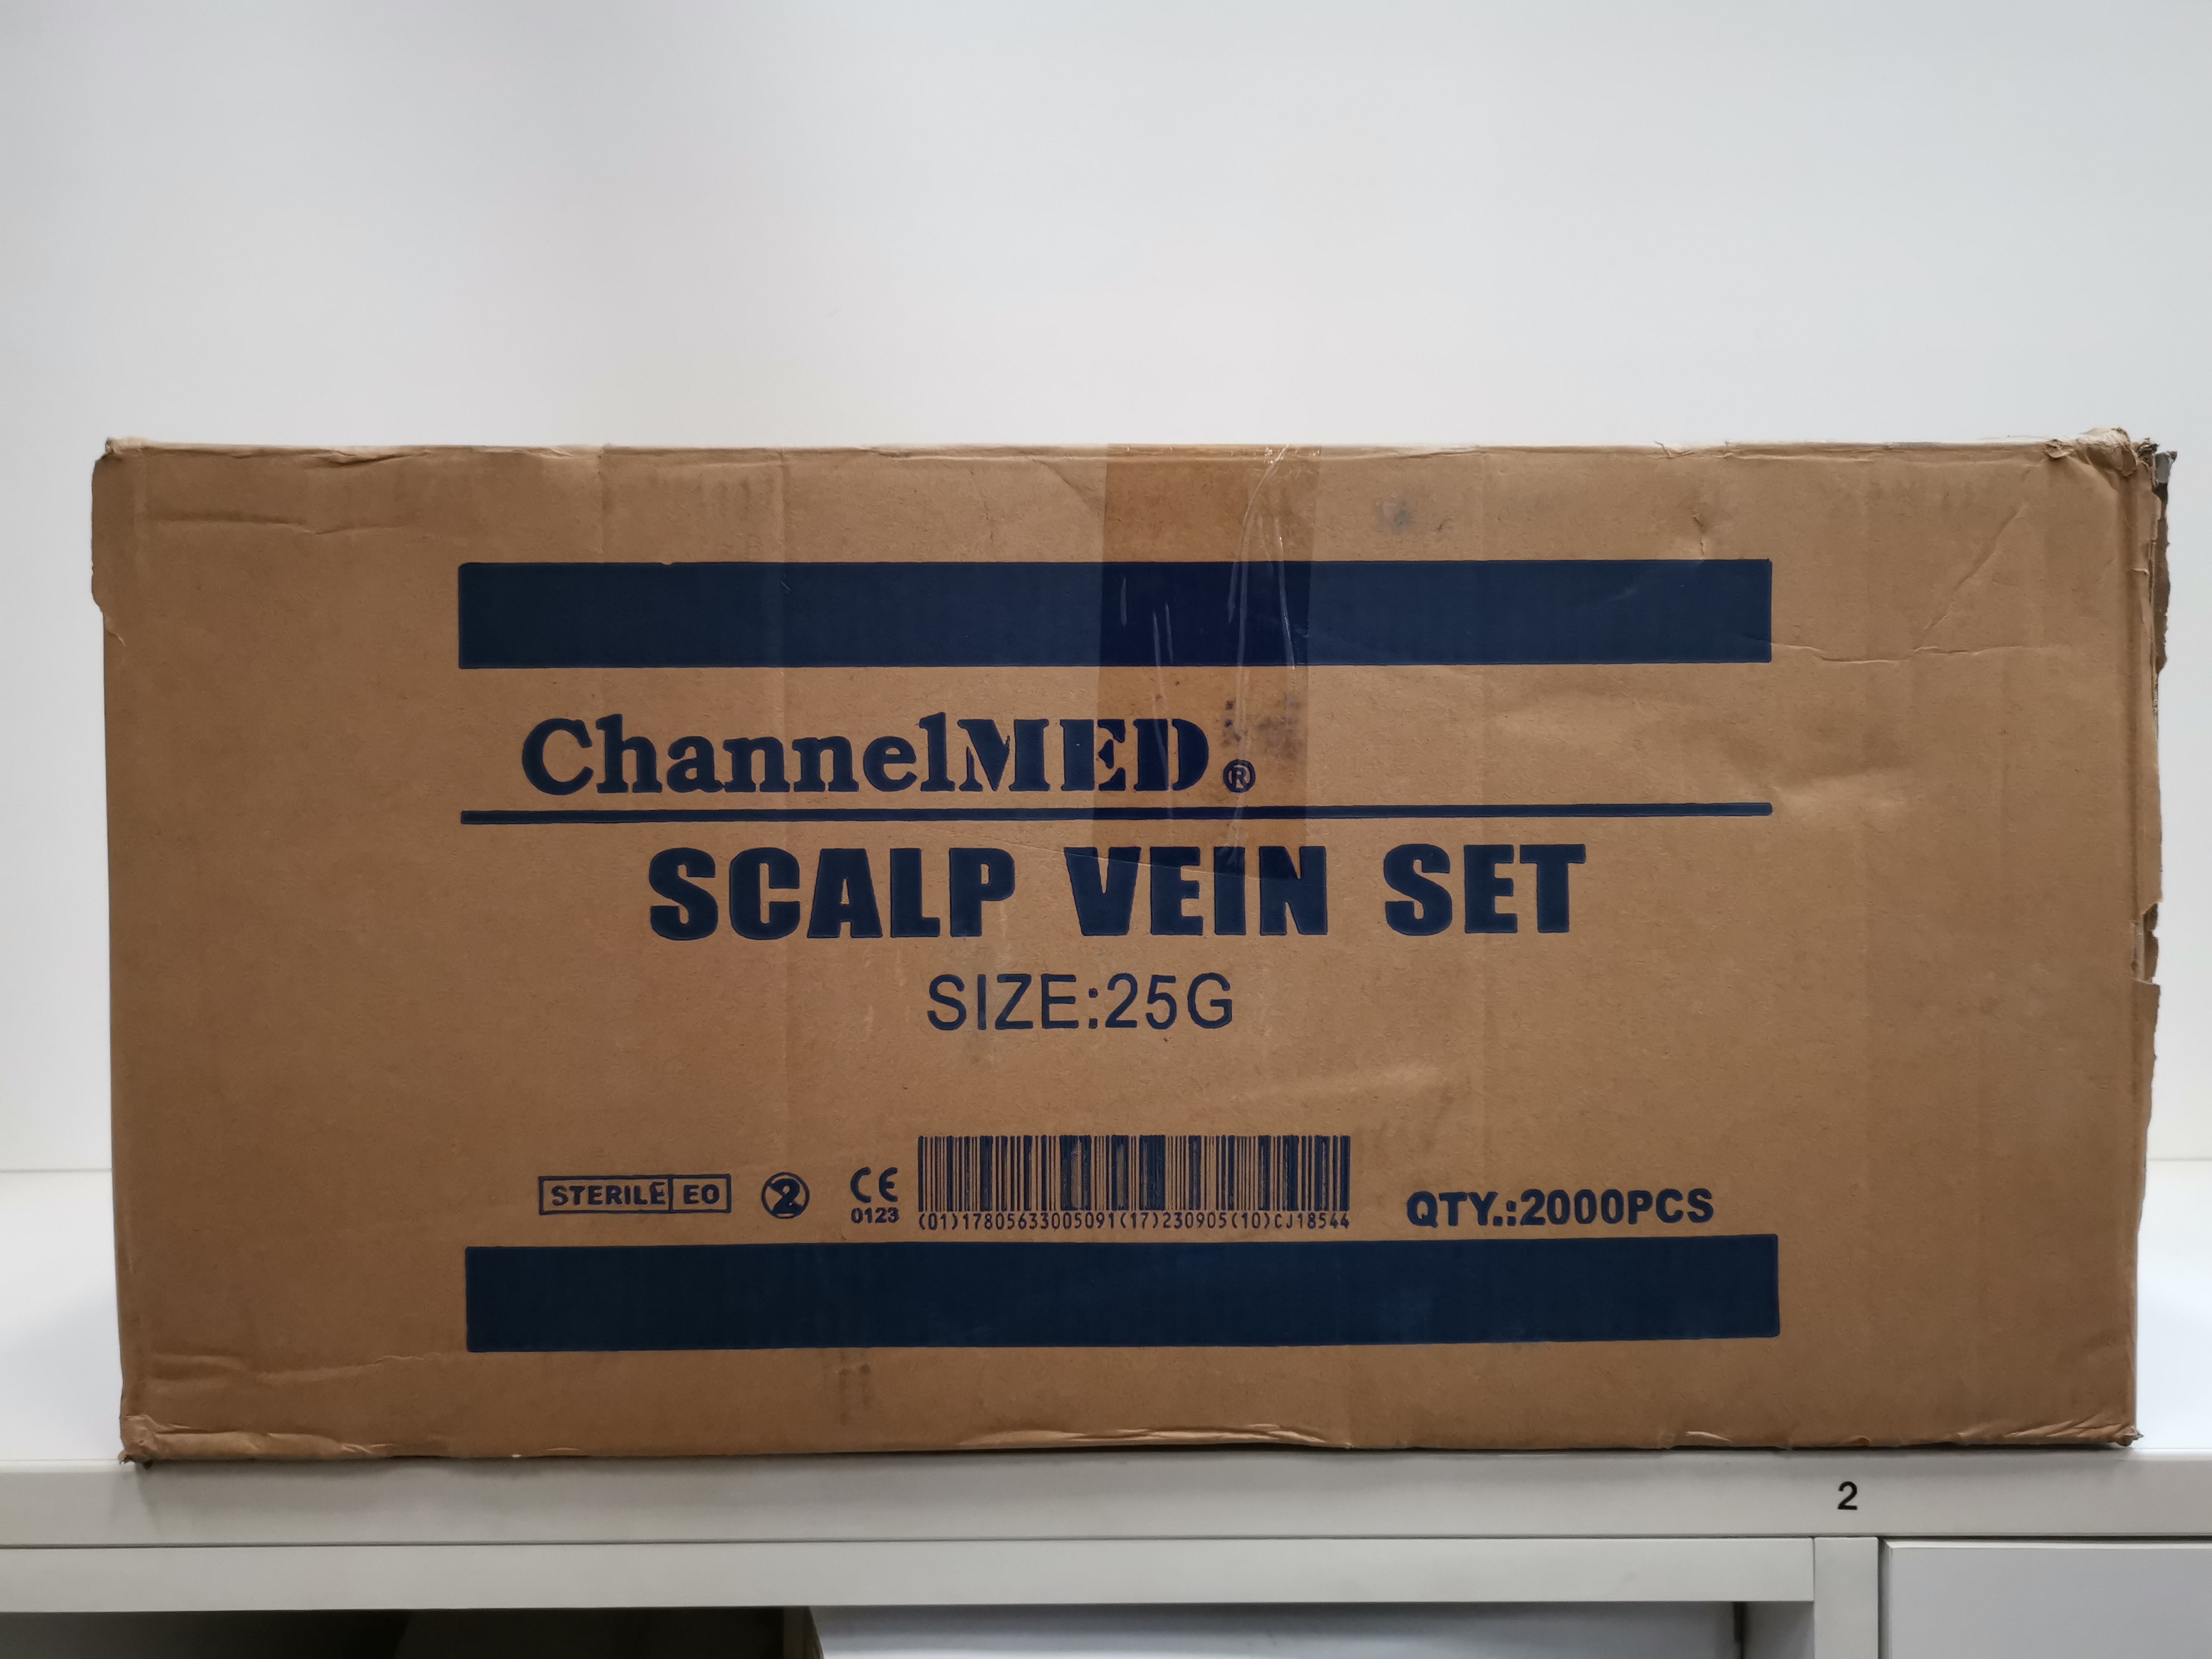 ChannelMED®
SCALP VEIN SET
SIZE:25G
STERILE EO 2 CE 0123
(01)17805633005091(17)230905(10)CJ18544
QTY.:2000PCS
2